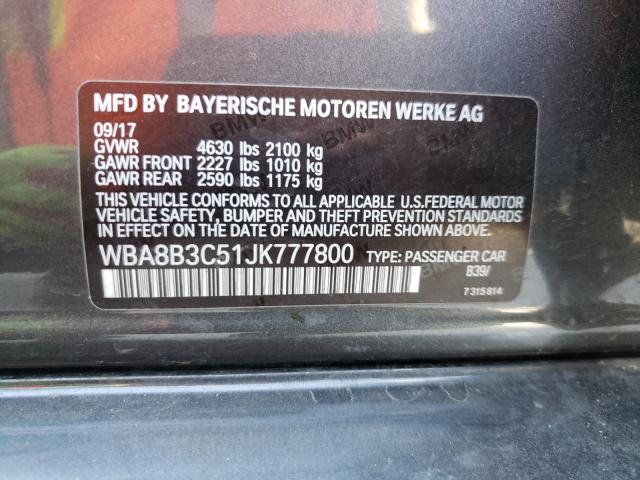 MFD BY BAYERISCHE MOTOREN WERKE AG
09/17
GVWR 4630 lbs 2100 kg
GAWR FRONT 2227 lbs 1010 kg
GAWR REAR 2590 lbs 1175 kg
THIS VEHICLE CONFORMS TO ALL APPLICABLE U.S.FEDERAL MOTOR
VEHICLE SAFETY, BUMPER AND THEFT PREVENTION STANDARDS
IN EFFECT ON THE DATE OF MANUFACTURE SHOWN ABOVE.
WBA8B3C51JK777800 TYPE: PASSENGER CAR
B39/
7315814